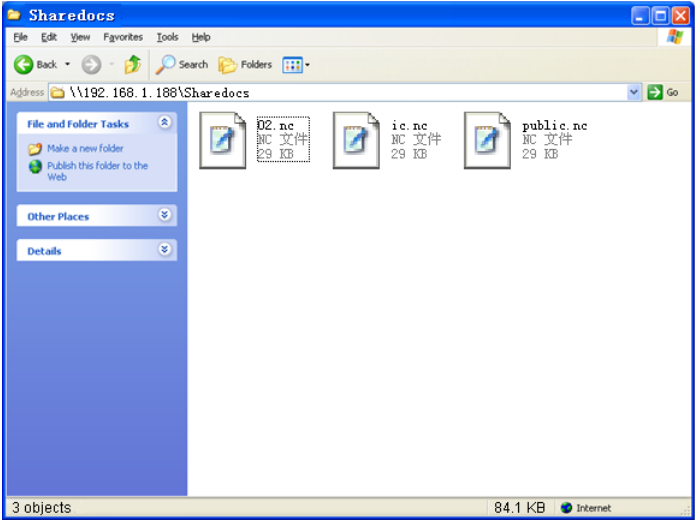 Sharedocs
File Edit View Favorites Tools Help
Back Search Folders
Address \\192.168.1.188\Sharedocs Go
File and Folder Tasks
Make a new folder
Publish this folder to the
Web
Other Places
Details
02.nc
NC 文件
29 KB
ic.nc
NC 文件
29 KB
public.nc
NC 文件
29 KB
3 objects 84.1 KB Internet